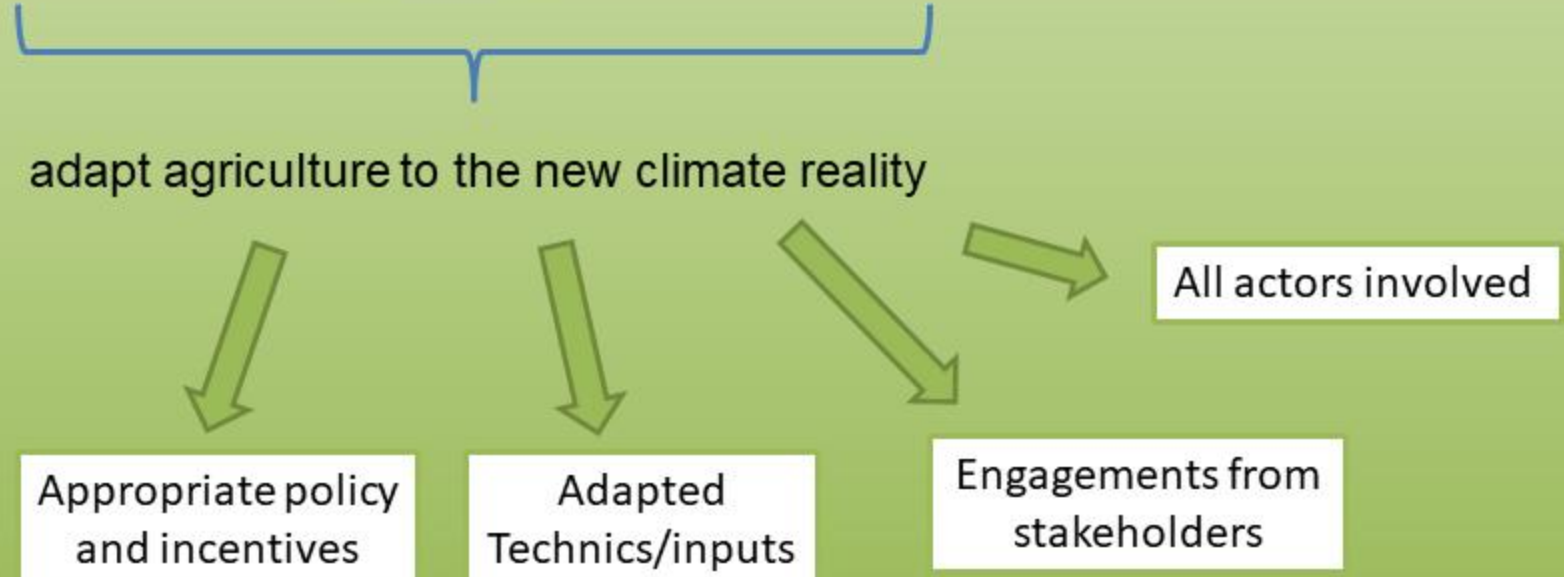 adapt agriculture to the new climate reality
All actors involved
Appropriate policy
and incentives
Adapted
Technics/inputs
Engagements from
stakeholders